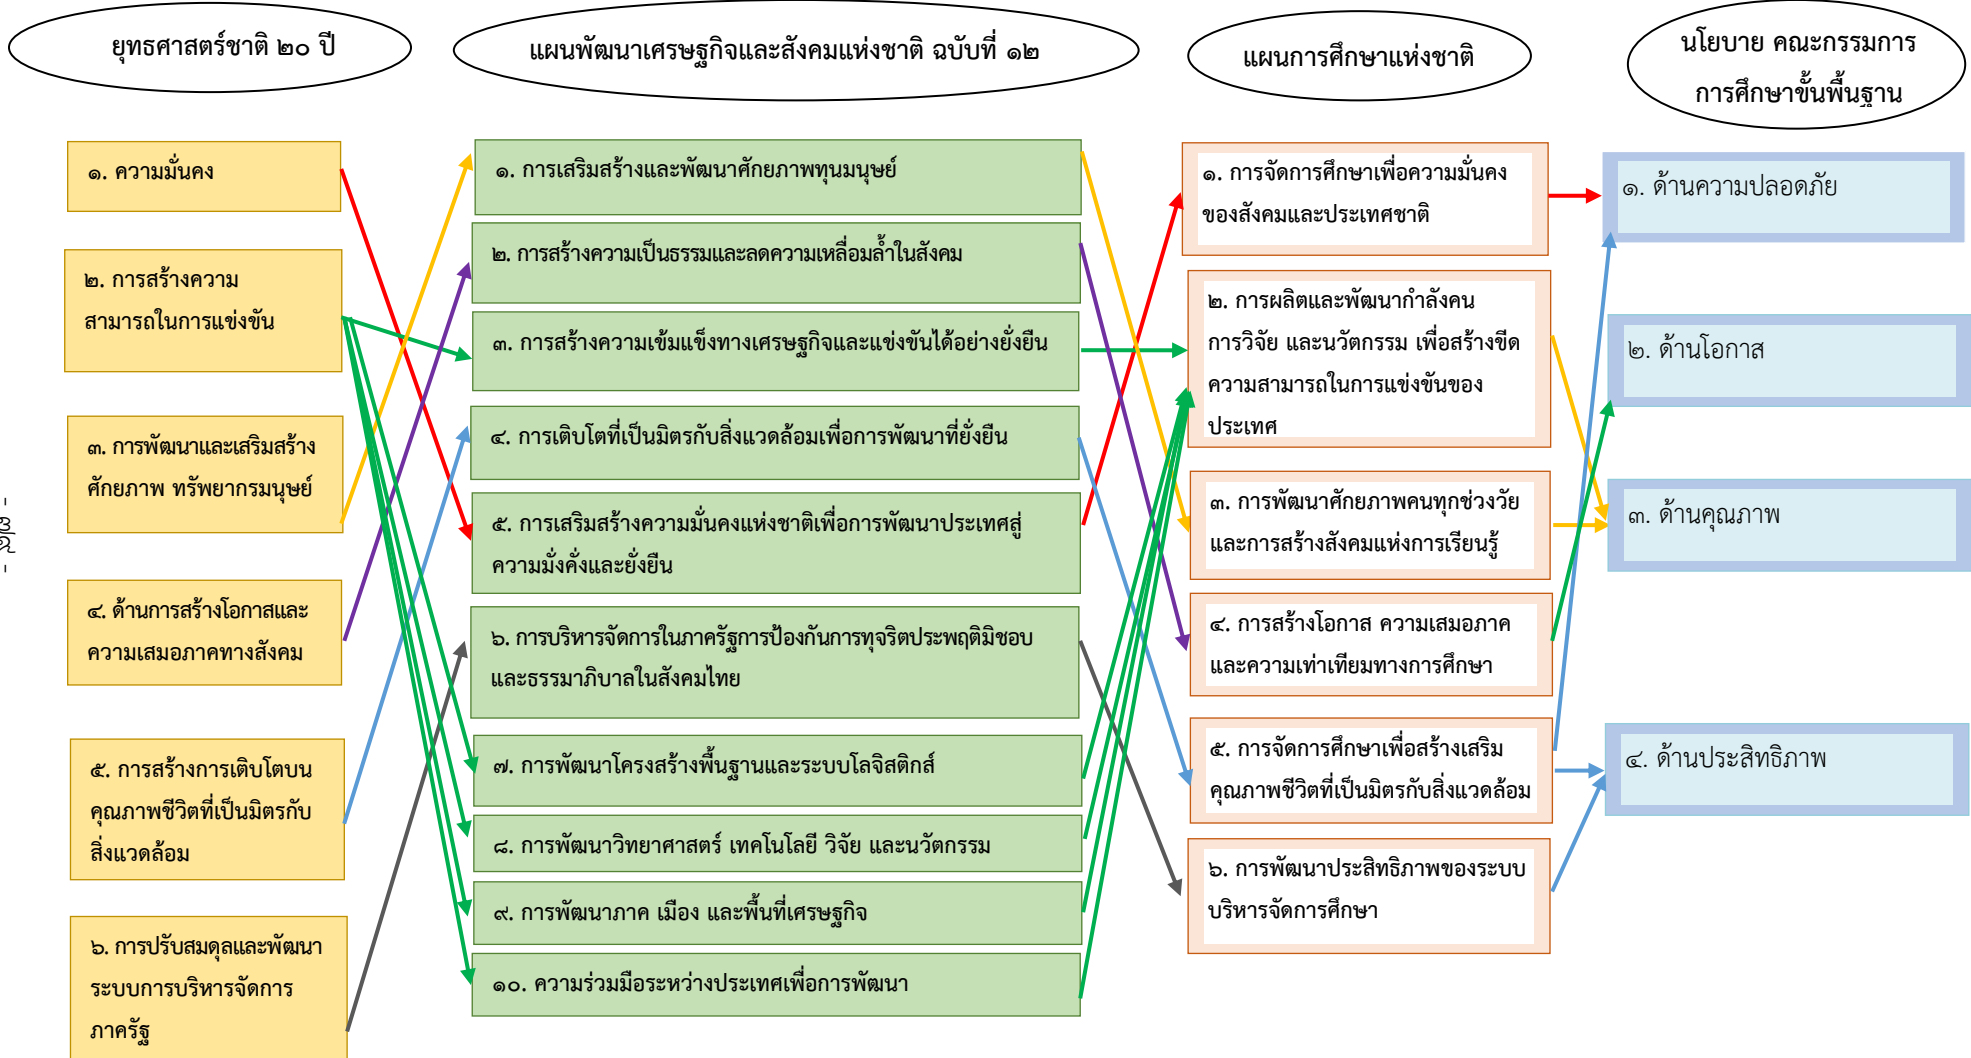 ยุทธศาสตร์ชาติ ๒๐ ปี
แผนพัฒนาเศรษฐกิจและสังคมแห่งชาติ ฉบับที่ ๑๒
แผนการศึกษาแห่งชาติ
นโยบาย คณะกรรมการ
การศึกษาขั้นพื้นฐาน
๑. ความมั่นคง
๒. การสร้างความ
สามารถในการแข่งขัน
๓. การพัฒนาและเสริมสร้าง
ศักยภาพ ทรัพยากรมนุษย์
๔. ด้านการสร้างโอกาสและ
ความเสมอภาคทางสังคม
๕. การสร้างการเติบโตบน
คุณภาพชีวิตที่เป็นมิตรกับ
สิ่งแวดล้อม
๖. การปรับสมดุลและพัฒนา
ระบบการบริหารจัดการ
ภาครัฐ
๑. การเสริมสร้างและพัฒนาศักยภาพทุนมนุษย์
๒. การสร้างความเป็นธรรมและลดความเหลื่อมล้ำในสังคม
๓. การสร้างความเข้มแข็งทางเศรษฐกิจและแข่งขันได้อย่างยั่งยืน
๔. การเติบโตที่เป็นมิตรกับสิ่งแวดล้อมเพื่อการพัฒนาที่ยั่งยืน
๕. การเสริมสร้างความมั่นคงแห่งชาติเพื่อการพัฒนาประเทศสู่
ความมั่งคั่งและยั่งยืน
๖. การบริหารจัดการในภาครัฐการป้องกันการทุจริตประพฤติมิชอบ
และธรรมาภิบาลในสังคมไทย
๗. การพัฒนาโครงสร้างพื้นฐานและระบบโลจิสติกส์
๘. การพัฒนาวิทยาศาสตร์ เทคโนโลยี วิจัย และนวัตกรรม
๙. การพัฒนาภาค เมือง และพื้นที่เศรษฐกิจ
๑๐. ความร่วมมือระหว่างประเทศเพื่อการพัฒนา
๑. การจัดการศึกษาเพื่อความมั่นคง
ของสังคมและประเทศชาติ
๒. การผลิตและพัฒนากำลังคน
การวิจัย และนวัตกรรม เพื่อสร้างขีด
ความสามารถในการแข่งขันของ
ประเทศ
๓. การพัฒนาศักยภาพคนทุกช่วงวัย
และการสร้างสังคมแห่งการเรียนรู้
๔. การสร้างโอกาส ความเสมอภาค
และความเท่าเทียมทางการศึกษา
๕. การจัดการศึกษาเพื่อสร้างเสริม
คุณภาพชีวิตที่เป็นมิตรกับสิ่งแวดล้อม
๖. การพัฒนาประสิทธิภาพของระบบ
บริหารจัดการศึกษา
๑. ด้านความปลอดภัย
๒. ด้านโอกาส
๓. ด้านคุณภาพ
๔. ด้านประสิทธิภาพ